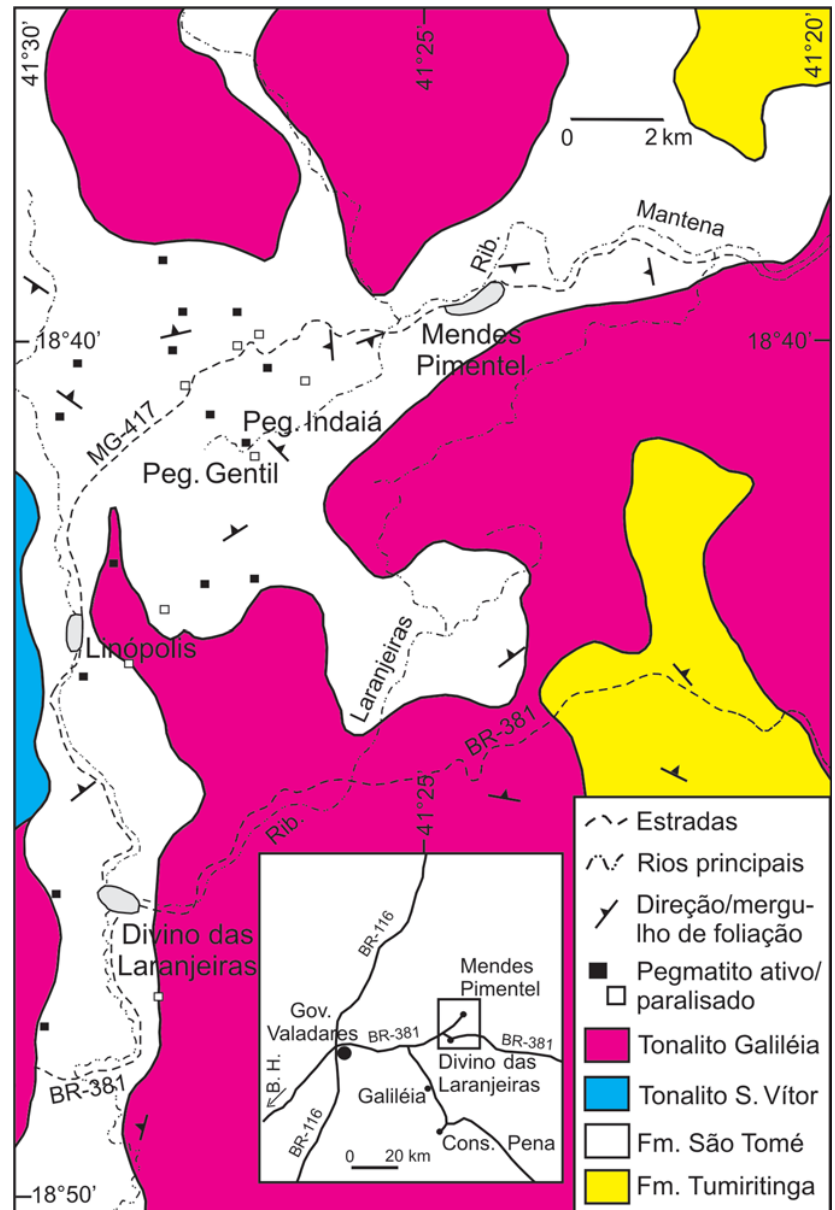 41°30'
41°25'
41°20'
0 2 km
Mantena
Rib.
Mendes
Pimentel
18°40'
18°40'
MG-417
Peg. Indaiá
Peg. Gentil
Linópolis
Laranjeiras
BR-381
Rib.
41°25'
Divino das
Laranjeiras
BR-381
18°50'
BR-116
Mendes
Pimentel
Gov.
Valadares
BR-381
BR-381
Divino das
Laranjeiras
B. H.
Galiléia
BR-116
Cons. Pena
0 20 km
Estradas
Rios principais
Direção/mergu-
lho de foliação
Pegmatito ativo/
paralisado
Tonalito Galiléia
Tonalito S. Vítor
Fm. São Tomé
Fm. Tumiritinga